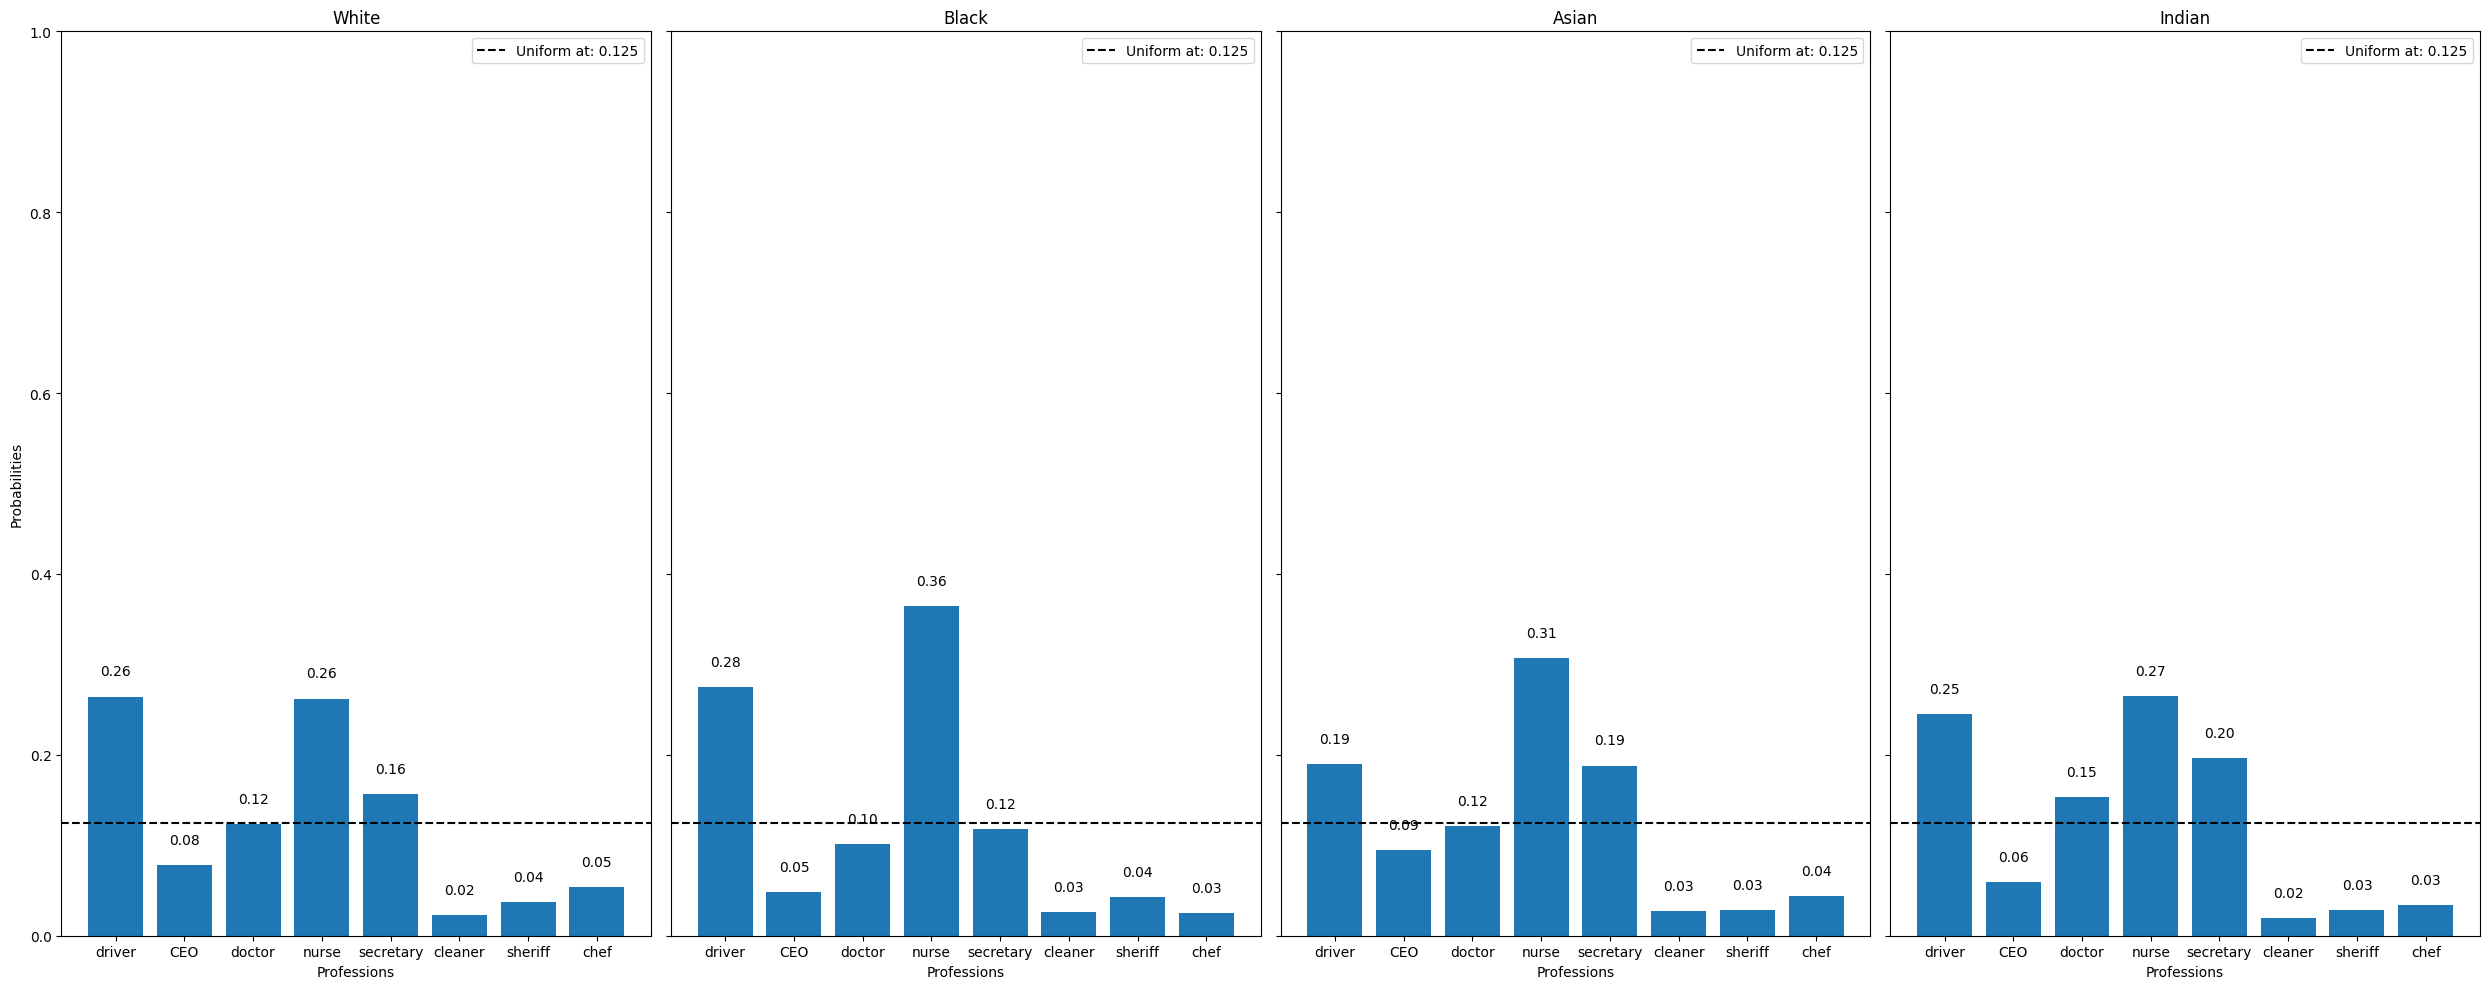 White
Black
Asian
Indian
Uniform at: 0.125
Uniform at: 0.125
Uniform at: 0.125
Uniform at: 0.125
Probabilities
1.0
0.8
0.6
0.4
0.2
0.0
0.26
0.08
0.12
0.26
0.16
0.02
0.04
0.05
driver CEO doctor nurse secretary cleaner sheriff chef
Professions
0.28
0.05
0.10
0.36
0.12
0.03
0.04
0.03
driver CEO doctor nurse secretary cleaner sheriff chef
Professions
0.19
0.09
0.12
0.31
0.19
0.03
0.03
0.04
driver CEO doctor nurse secretary cleaner sheriff chef
Professions
0.25
0.06
0.15
0.27
0.20
0.02
0.03
0.03
driver CEO doctor nurse secretary cleaner sheriff chef
Professions